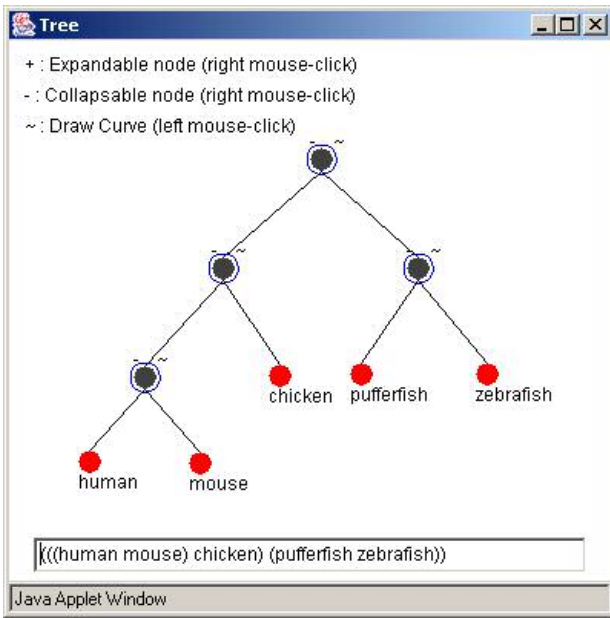 Tree
+ : Expandable node (right mouse-click)
- : Collapsable node (right mouse-click)
~ : Draw Curve (left mouse-click)
- ~
- ~ - ~
- ~
chicken pufferfish zebrafish
human mouse
(((human mouse) chicken) (pufferfish zebrafish))
Java Applet Window